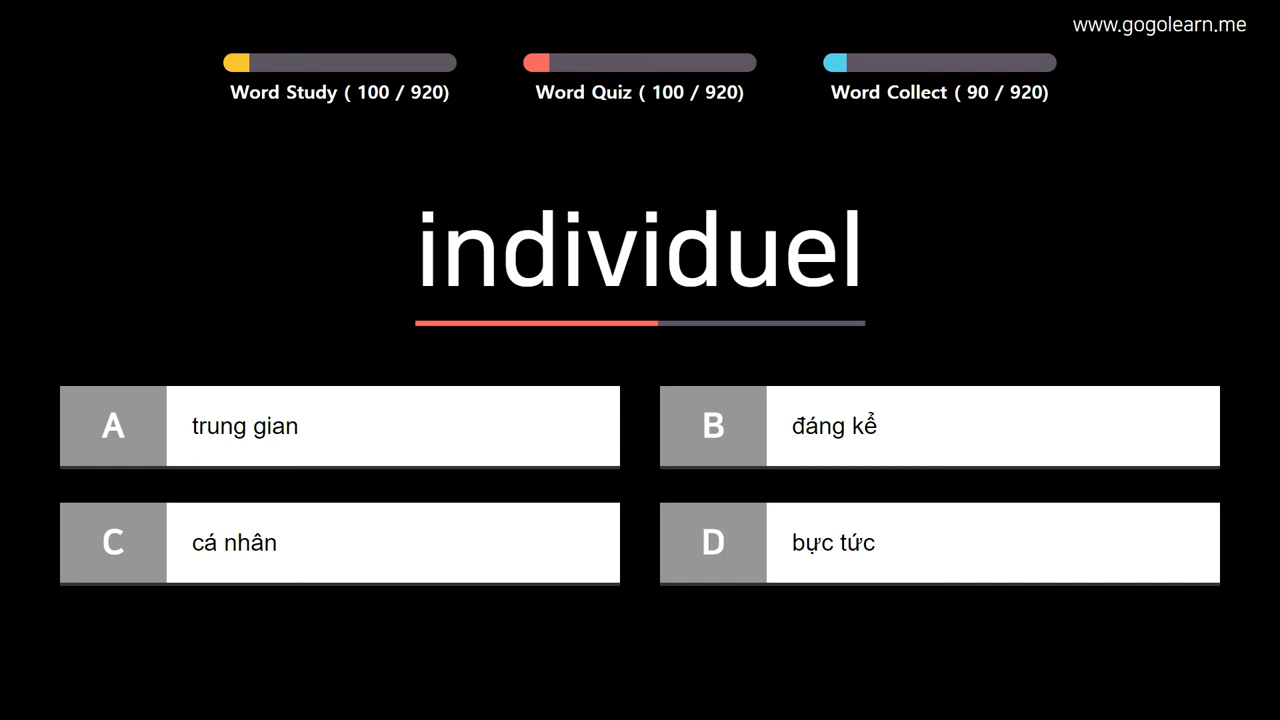 www.gogolearn.me
Word Study ( 100 / 920)
Word Quiz ( 100 / 920)
Word Collect ( 90 / 920)
individuel
A trung gian
B đáng kể
C cá nhân
D bực tức